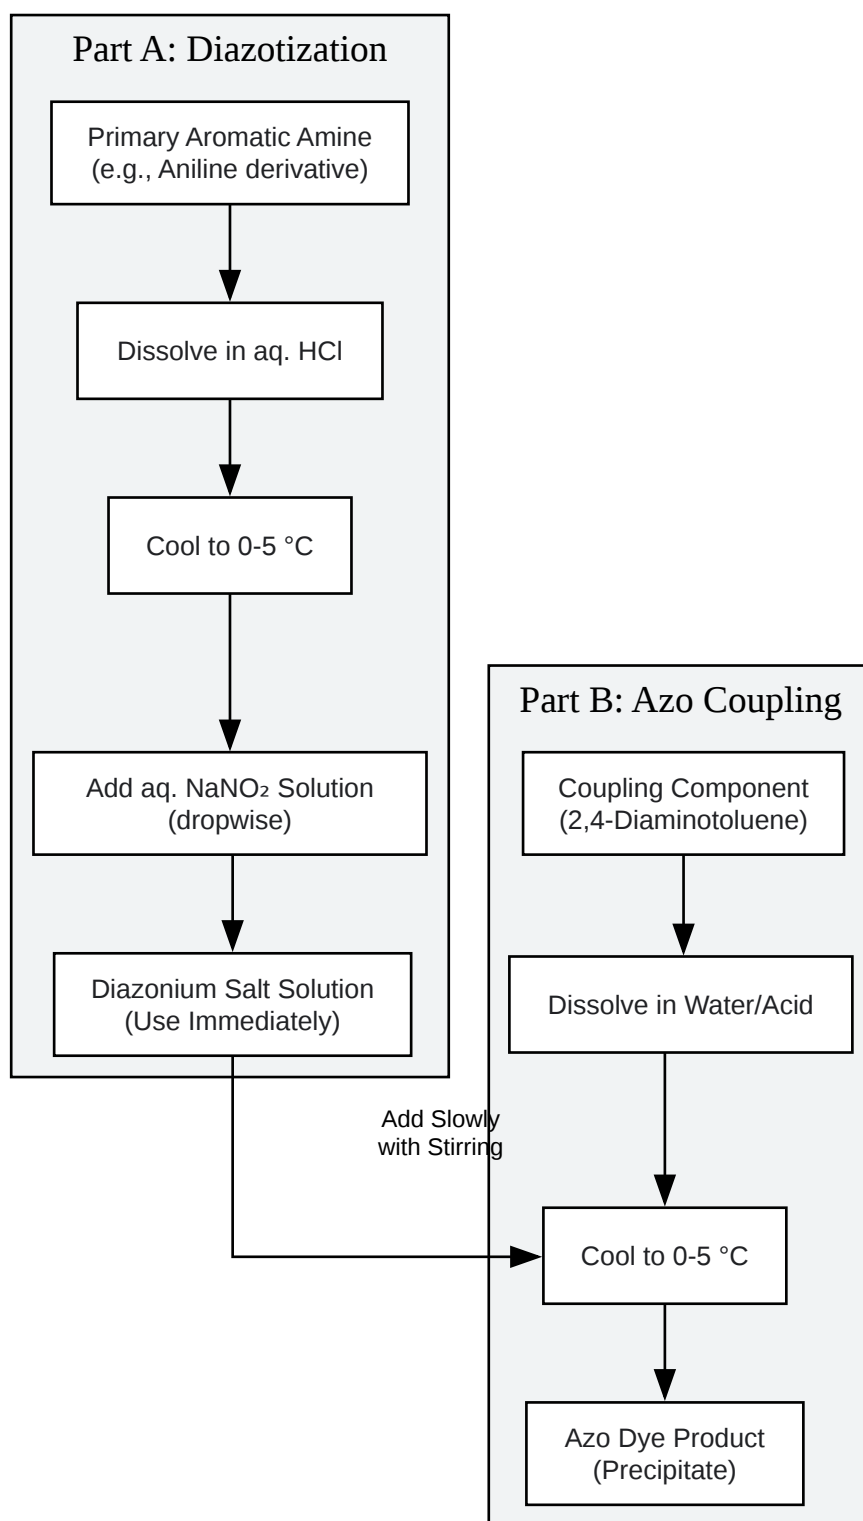 Part A: Diazotization
Primary Aromatic Amine
(e.g., Aniline derivative)
Dissolve in aq. HCl
Cool to 0-5 °C
Add aq. NaNO₂ Solution
(dropwise)
Diazonium Salt Solution
(Use Immediately)
Add Slowly
with Stirring
Part B: Azo Coupling
Coupling Component
(2,4-Diaminotoluene)
Dissolve in Water/Acid
Cool to 0-5 °C
Azo Dye Product
(Precipitate)